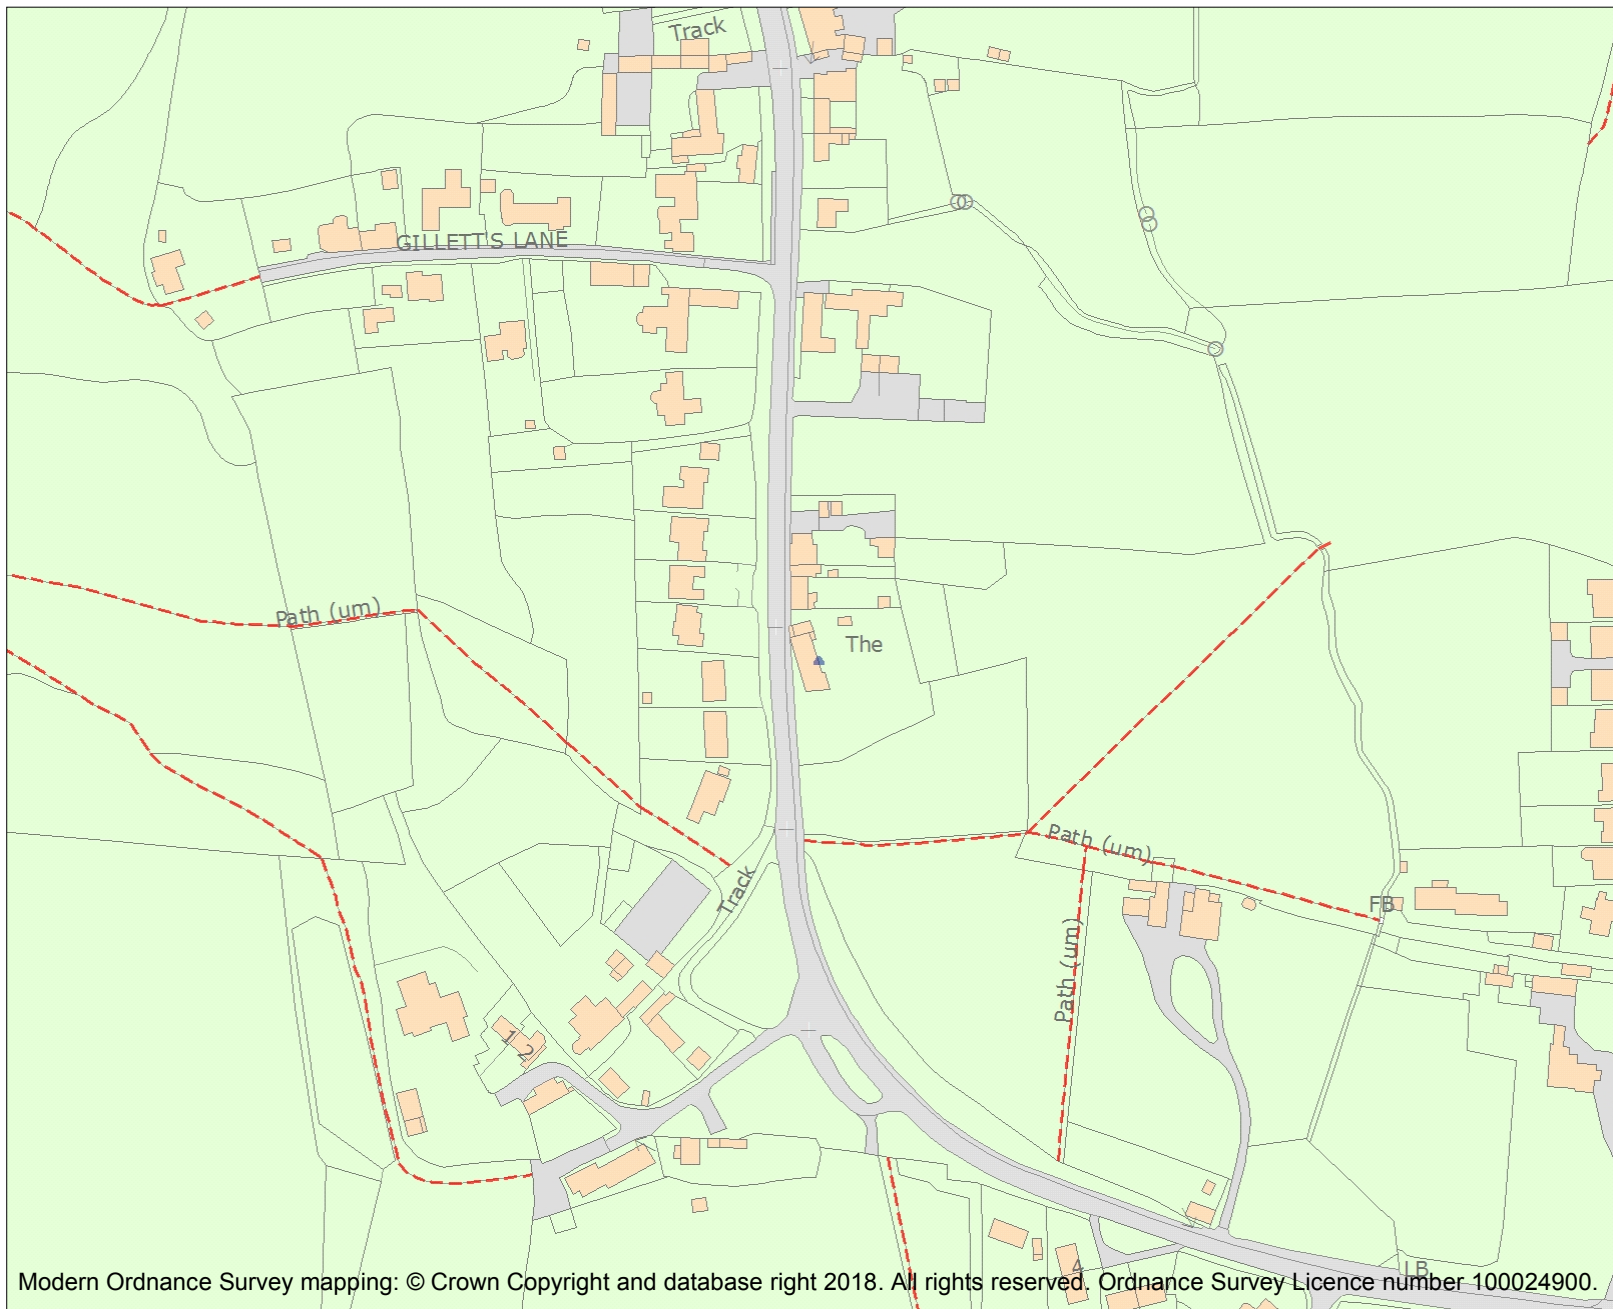 Track
GILLETT'S LANE
Path (um)
The
Path (um)
Track
FB
Path (um)
1
2
4
LB
Modern Ordnance Survey mapping: © Crown Copyright and database right 2018. All rights reserved. Ordnance Survey Licence number 100024900.